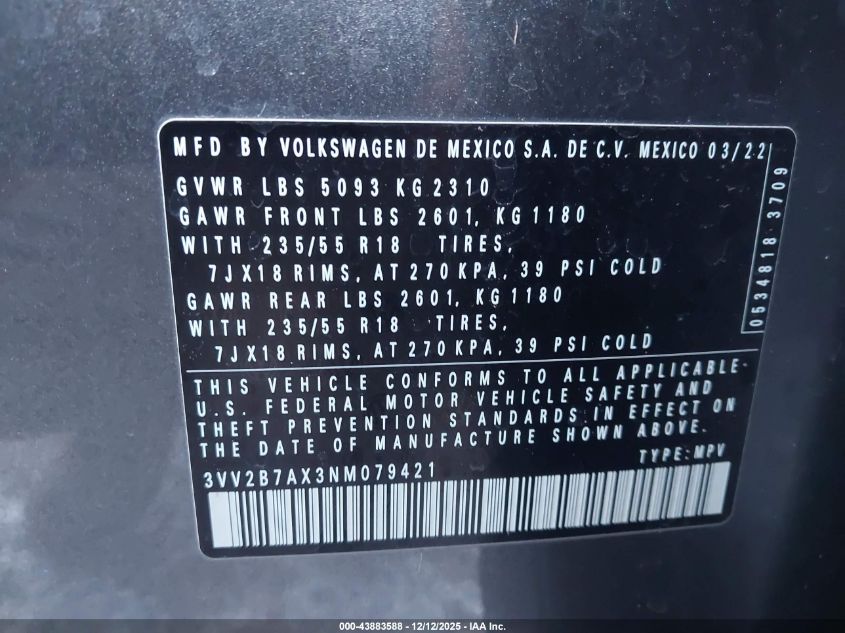 MFD BY VOLKSWAGEN DE MEXICO S.A. DE C.V. MEXICO 03/22
GVWR LBS 5093 KG 2310
GAWR FRONT LBS 2601, KG 1180
WITH 235/55 R18 TIRES,
7JX18 RIMS, AT 270 KPA, 39 PSI COLD
GAWR REAR LBS 2601, KG 1180
WITH 235/55 R18 TIRES,
7JX18 RIMS, AT 270 KPA, 39 PSI COLD
0534818 3709
THIS VEHICLE CONFORMS TO ALL APPLICABLE-
U.S. FEDERAL MOTOR VEHICLE SAFETY AND
THEFT PREVENTION STANDARDS IN EFFECT ON
THE DATE OF MANUFACTURE SHOWN ABOVE.
TYPE: MPV
3VV2B7AX3NM079421
000-43883588 - 12/12/2025 - IAA Inc.